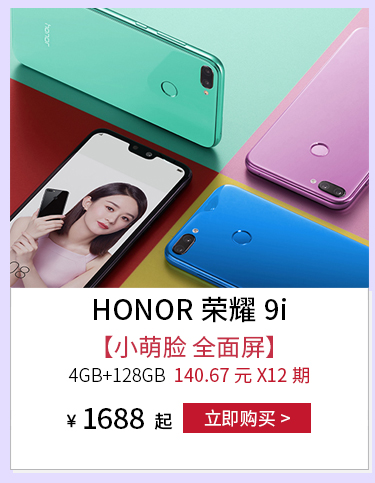 honor
HONOR 荣耀 9i
【小萌脸 全面屏】
4GB+128GB 140.67 元 X12 期
¥ 1688 起 立即购买 >